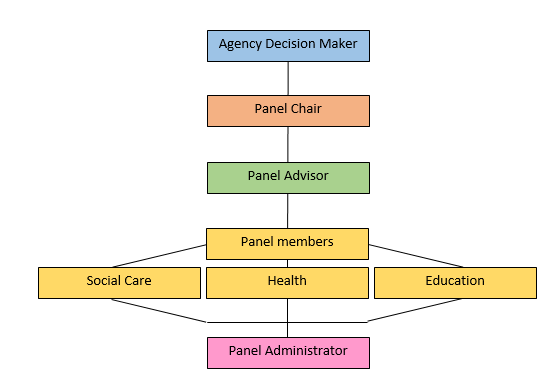 Agency Decision Maker
Panel Chair
Panel Advisor
Panel members
Social Care
Health
Education
Panel Administrator